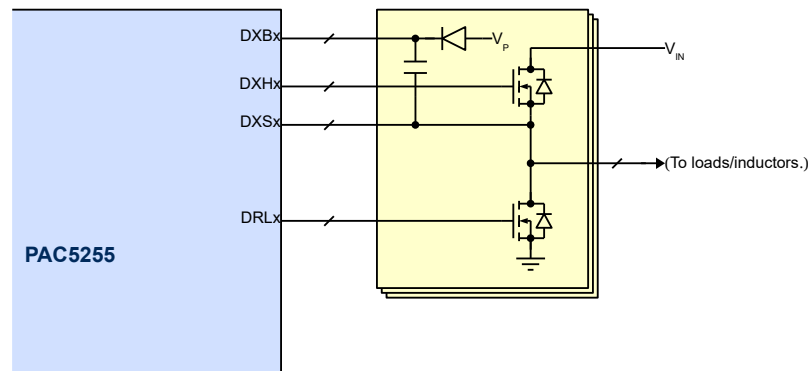 DXBx
V_P
V_IN
DXHx
DXSx
(To loads/inductors.)
DRLx
PAC5255